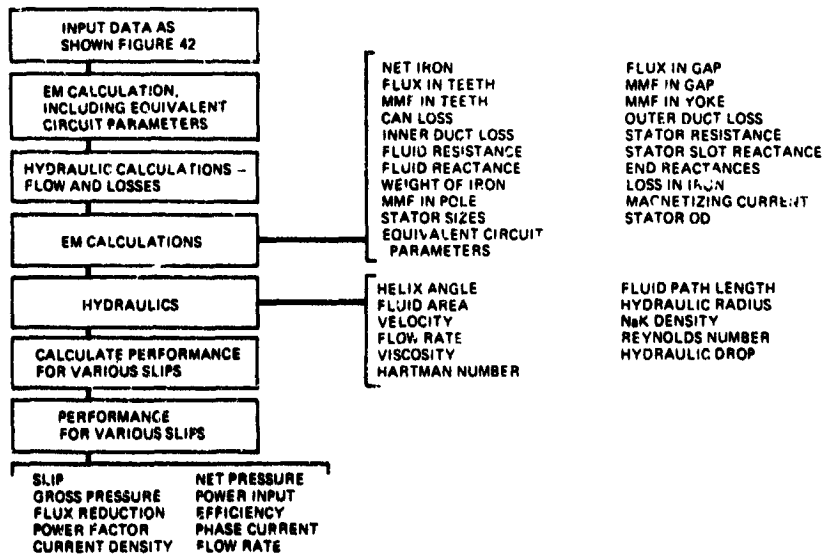 INPUT DATA AS
SHOWN FIGURE 42
EM CALCULATION,
INCLUDING EQUIVALENT
CIRCUIT PARAMETERS
HYDRAULIC CALCULATIONS –
FLOW AND LOSSES
EM CALCULATIONS
HYDRAULICS
CALCULATE PERFORMANCE
FOR VARIOUS SLIPS
PERFORMANCE
FOR VARIOUS SLIPS
NET IRON
FLUX IN TEETH
MMF IN TEETH
CAN LOSS
INNER DUCT LOSS
FLUID RESISTANCE
FLUID REACTANCE
WEIGHT OF IRON
MMF IN POLE
STATOR SIZES
EQUIVALENT CIRCUIT
PARAMETERS
FLUX IN GAP
MMF IN GAP
MMF IN YOKE
OUTER DUCT LOSS
STATOR RESISTANCE
STATOR SLOT REACTANCE
END REACTANCES
LOSS IN IRON
MAGNETIZING CURRENT
STATOR OD
HELIX ANGLE
FLUID AREA
VELOCITY
FLOW RATE
VISCOSITY
HARTMAN NUMBER
FLUID PATH LENGTH
HYDRAULIC RADIUS
NaK DENSITY
REYNOLDS NUMBER
HYDRAULIC DROP
SLIP
GROSS PRESSURE
FLUX REDUCTION
POWER FACTOR
CURRENT DENSITY
NET PRESSURE
POWER INPUT
EFFICIENCY
PHASE CURRENT
FLOW RATE